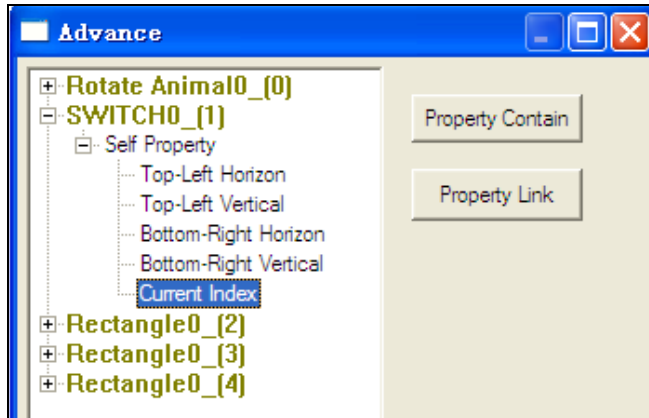 Advance
Rotate Animal0_(0)
SWITCH0_(1)
Self Property
Top-Left Horizon
Top-Left Vertical
Bottom-Right Horizon
Bottom-Right Vertical
Current Index
Rectangle0_(2)
Rectangle0_(3)
Rectangle0_(4)
Property Contain
Property Link